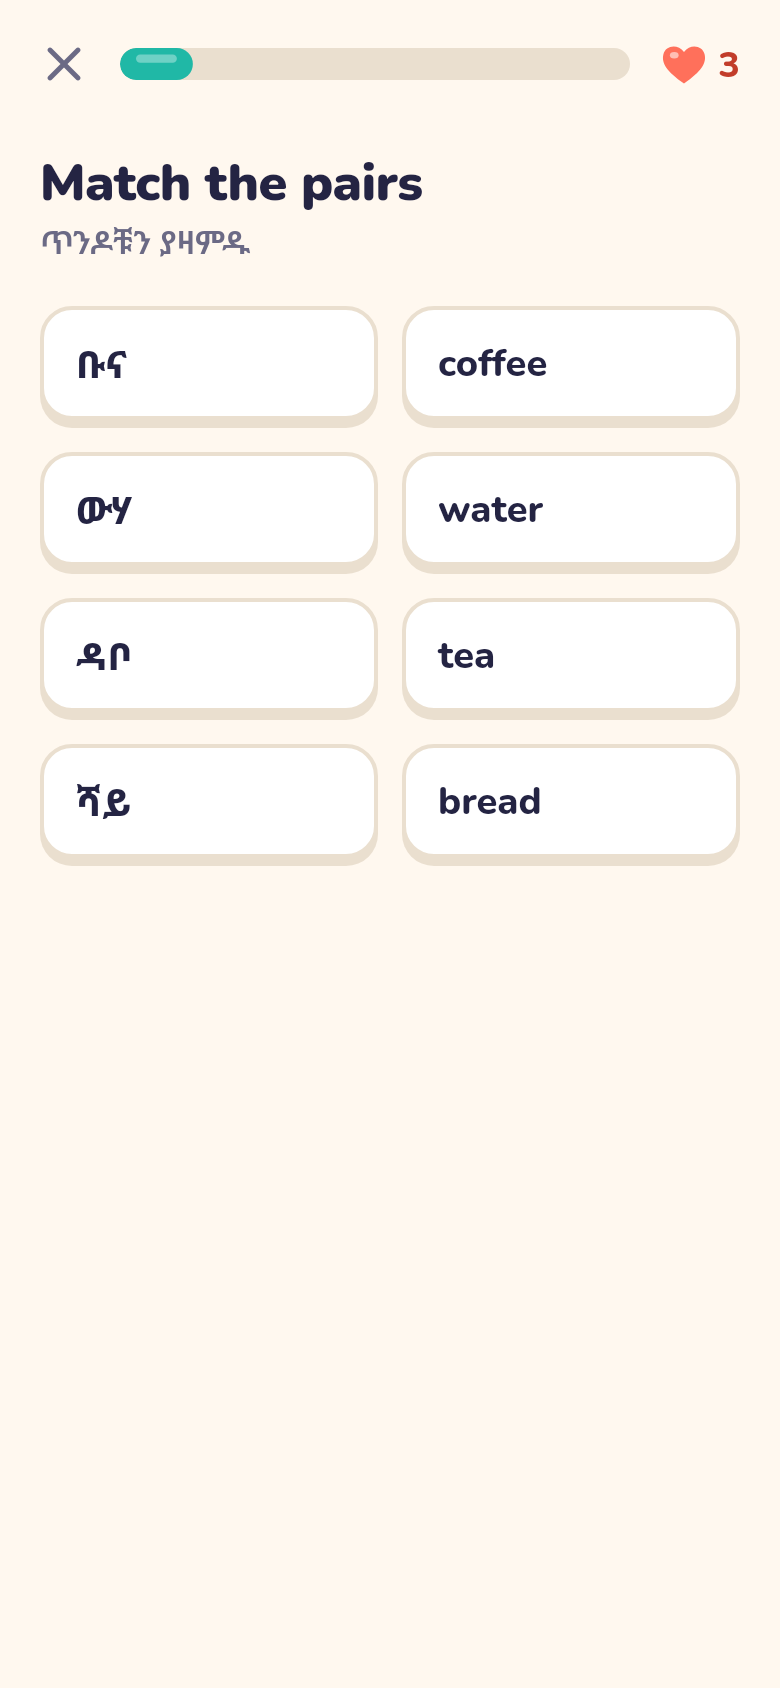 3
Match the pairs
ጥንዶቹን ያዛምዱ
ቡና
coffee
ውሃ
water
ዳቦ
tea
ሻይ
bread